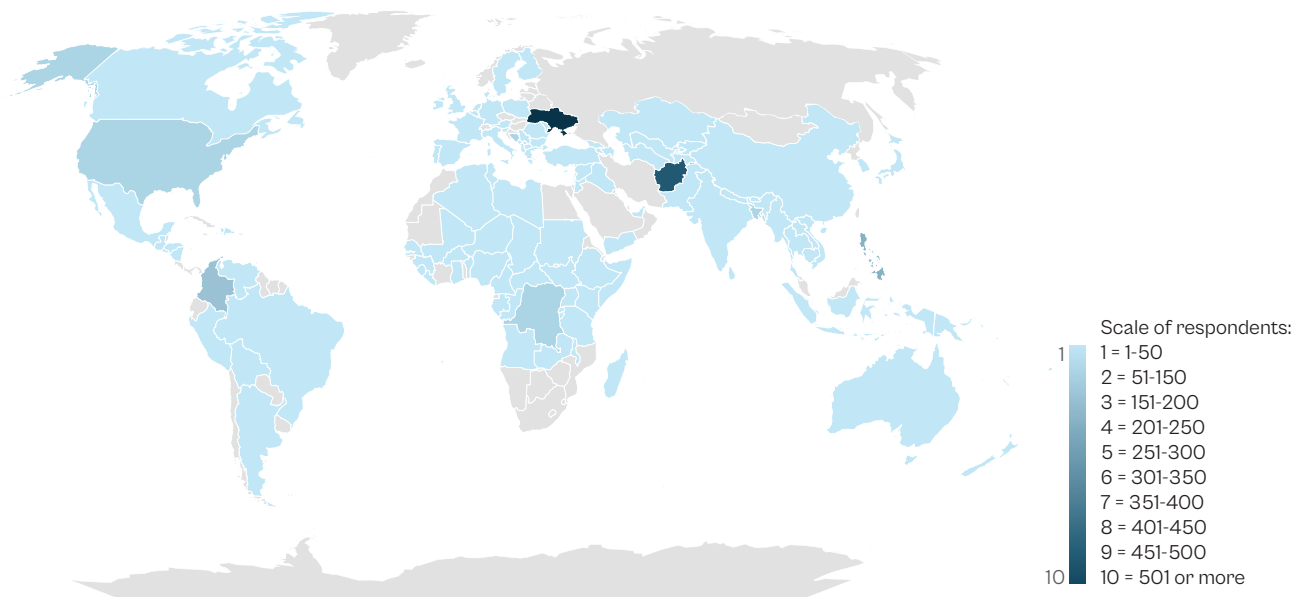 Scale of respondents:
1
1 = 1-50
2 = 51-150
3 = 151-200
4 = 201-250
5 = 251-300
6 = 301-350
7 = 351-400
8 = 401-450
9 = 451-500
10
10 = 501 or more